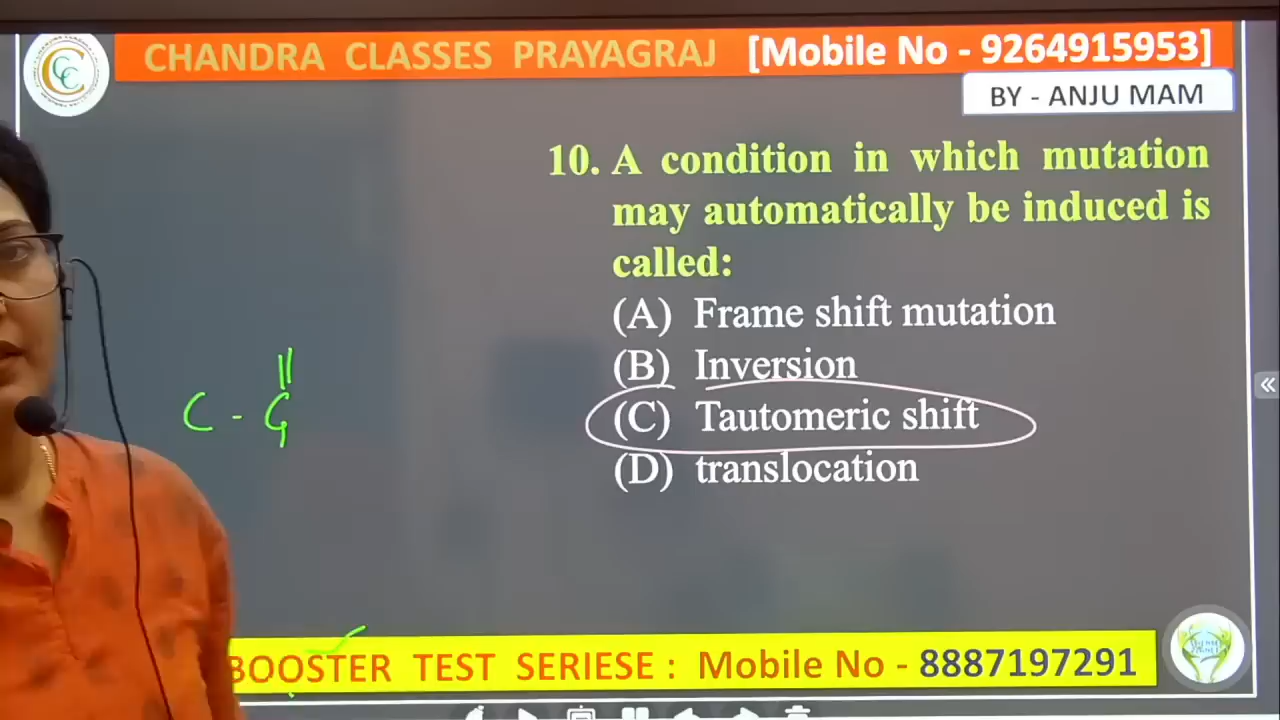 CHANDRA CLASSES PRAYAGRAJ [Mobile No - 9264915953]
BY - ANJU MAM
10. A condition in which mutation
may automatically be induced is
called:
(A) Frame shift mutation
(B) Inversion
(C) Tautomeric shift
(D) translocation
C - G
BOOSTER TEST SERIESE : Mobile No - 8887197291